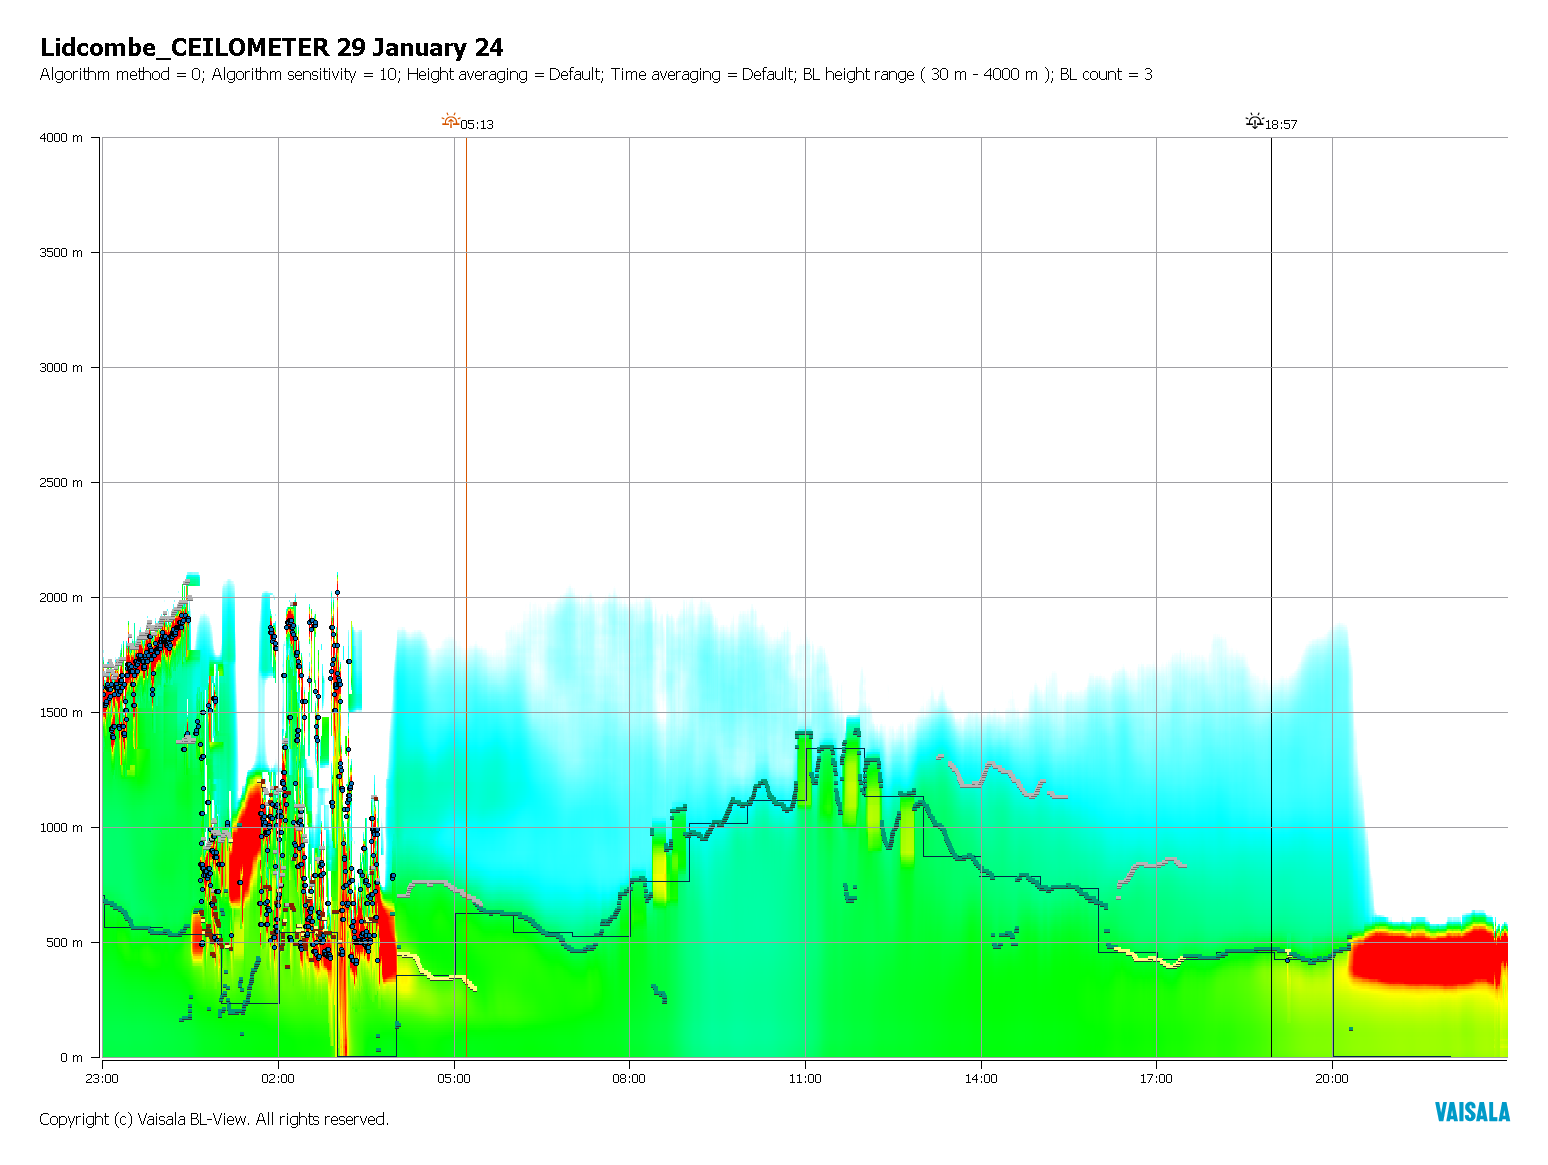 Lidcombe_CEILOMETER 29 January 24
Algorithm method = 0; Algorithm sensitivity = 10; Height averaging = Default; Time averaging = Default; BL height range ( 30 m - 4000 m ); BL count = 3
05:13 18:57
4000 m
3500 m
3000 m
2500 m
2000 m
1500 m
1000 m
500 m
0 m
23:00 02:00 05:00 08:00 11:00 14:00 17:00 20:00
Copyright (c) Vaisala BL-View. All rights reserved.
VAISALA